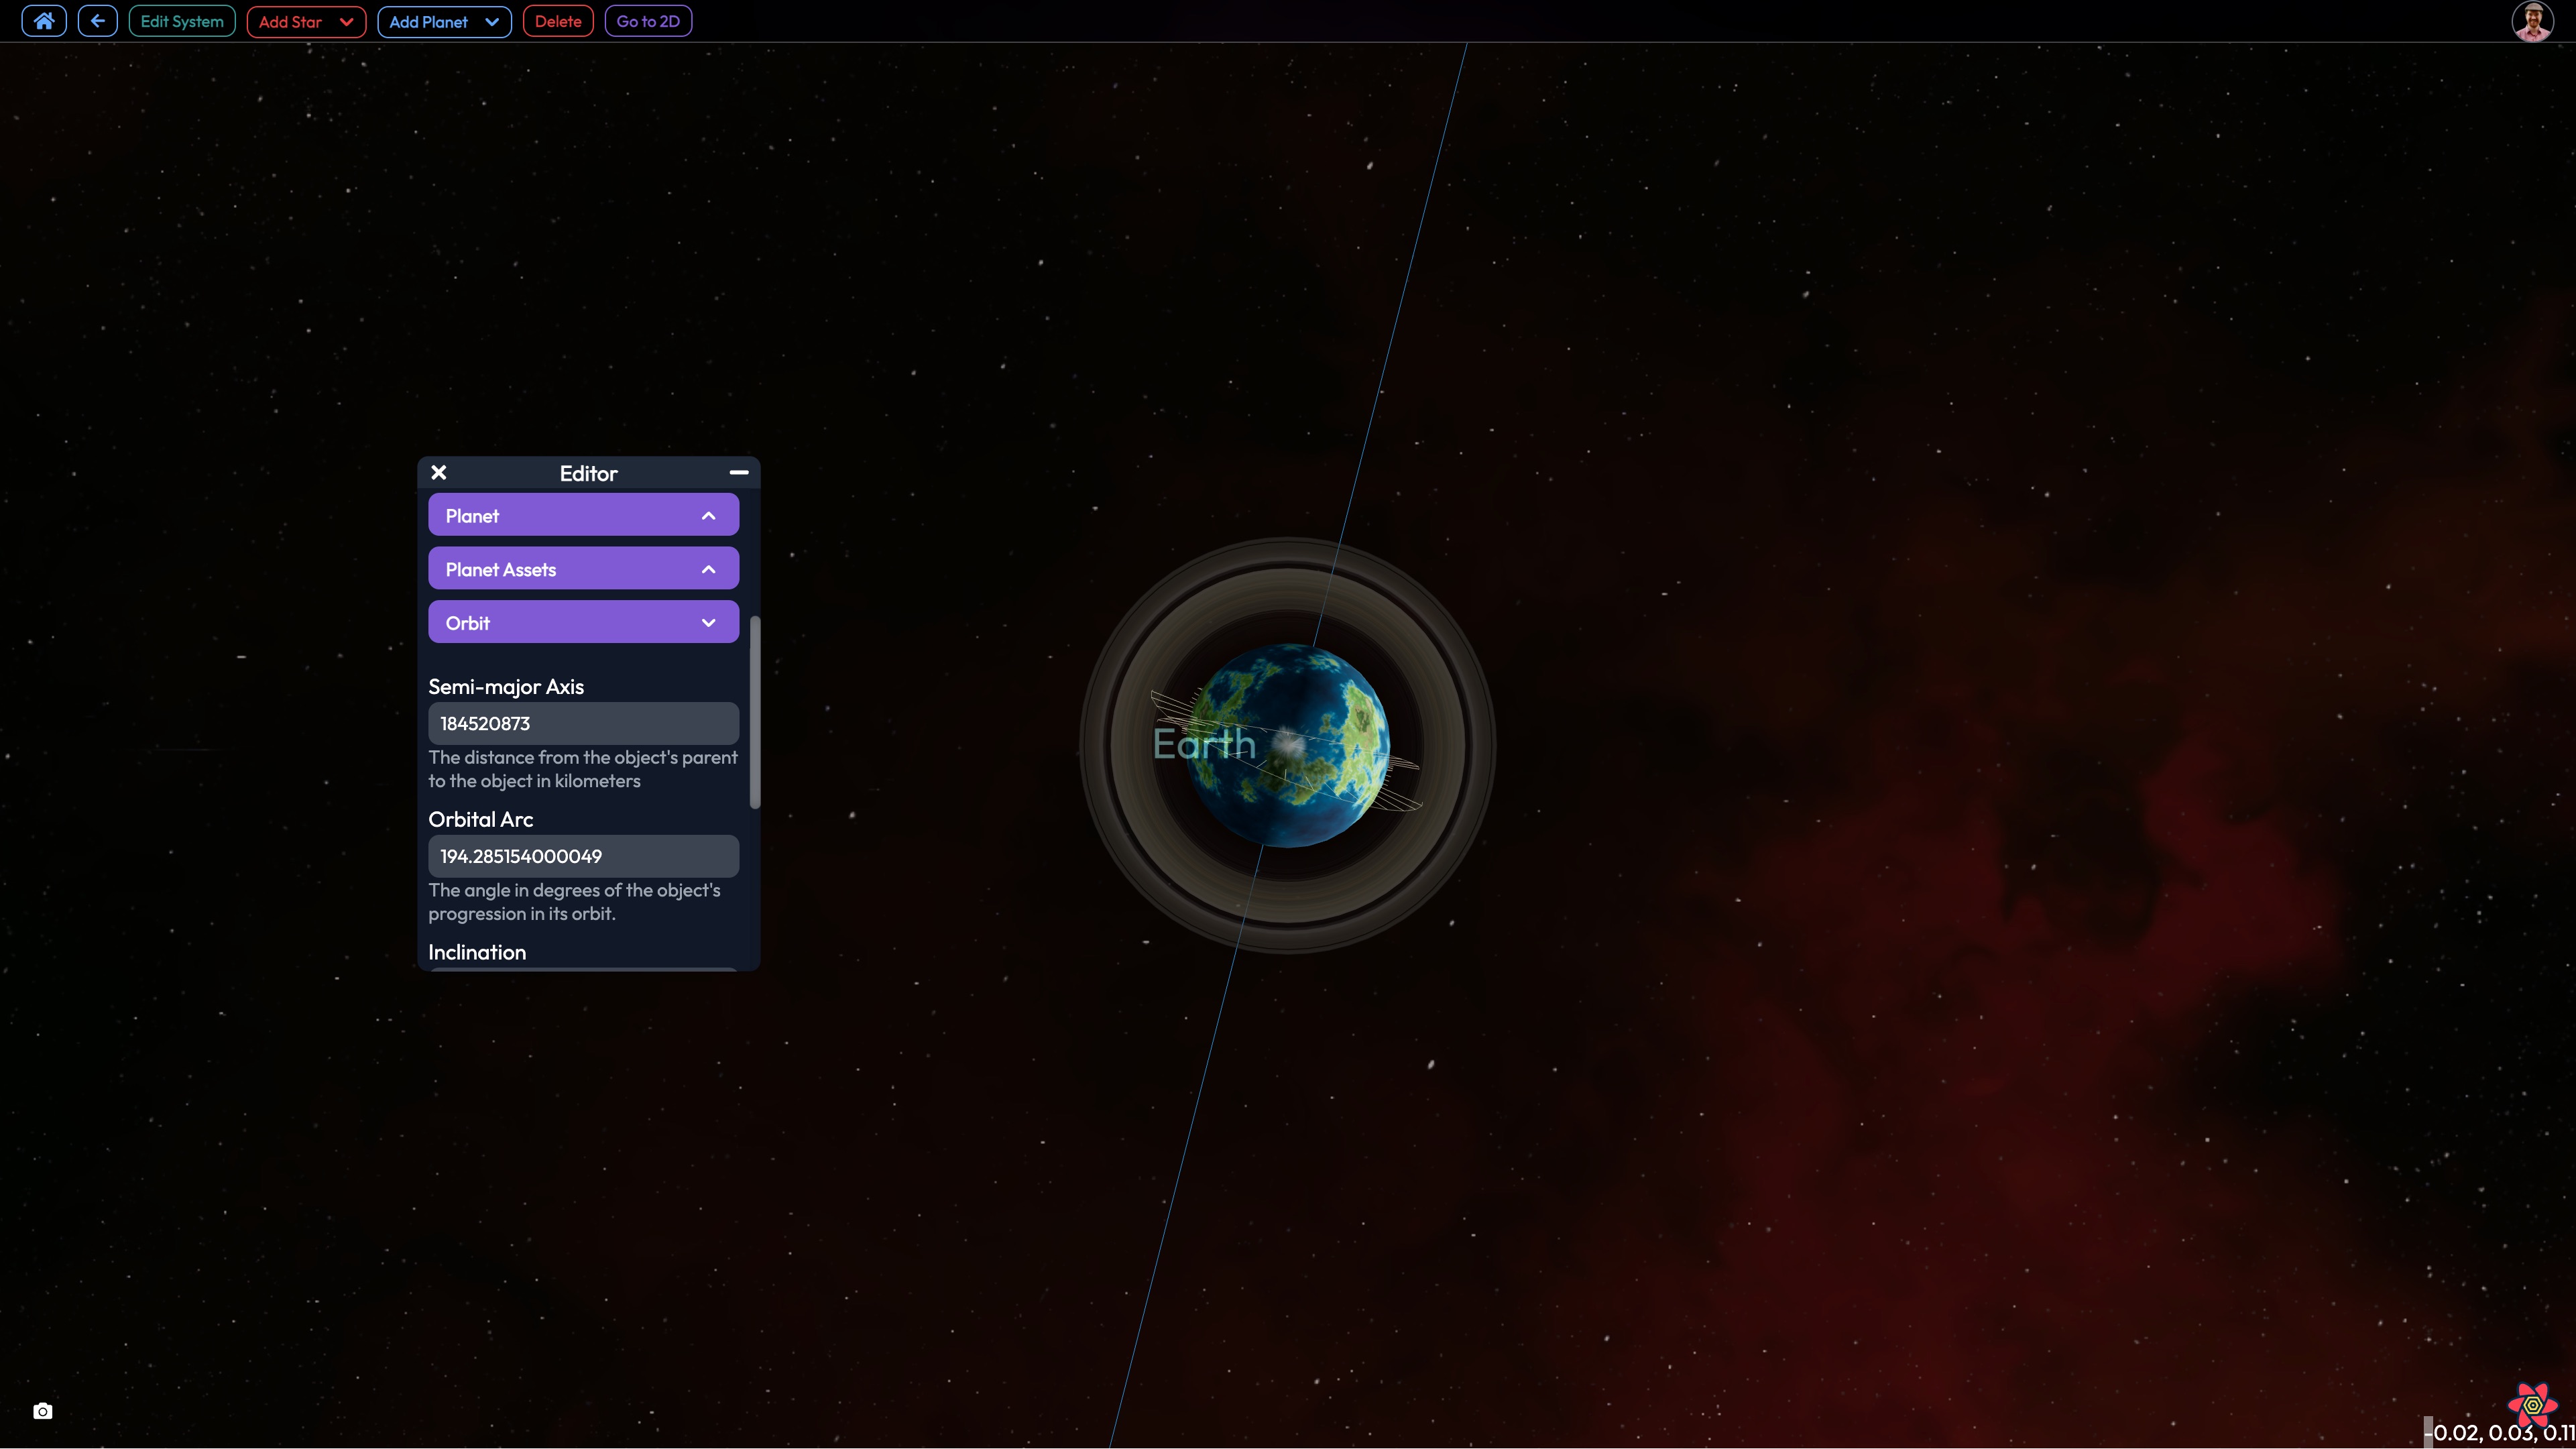 Edit System
Add Star
Add Planet
Delete
Go to 2D
Editor
Planet
Planet Assets
Orbit
Semi-major Axis
184520873
The distance from the object's parent
to the object in kilometers
Orbital Arc
194.285154000049
The angle in degrees of the object's
progression in its orbit.
Inclination
Earth
-0.02, 0.03, 0.11